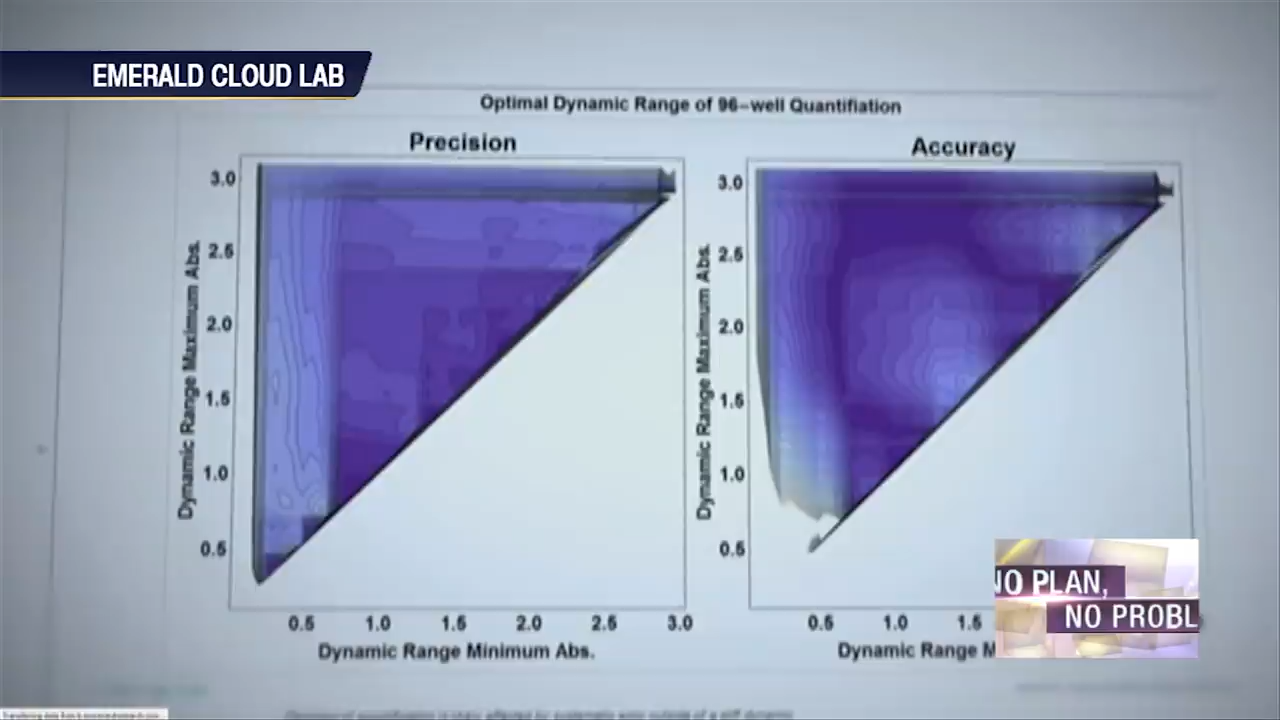 EMERALD CLOUD LAB
Optimal Dynamic Range of 96-well Quantifiation
Precision
Accuracy
Dynamic Range Maximum Abs.
3.0
2.5
2.0
1.5
1.0
0.5
0.5 1.0 1.5 2.0 2.5 3.0
Dynamic Range Minimum Abs.
Dynamic Range Maximum Abs.
3.0
2.5
2.0
1.5
1.0
0.5
0.5 1.0 1.5
Dynamic Range M
NO PLAN,
NO PROBL